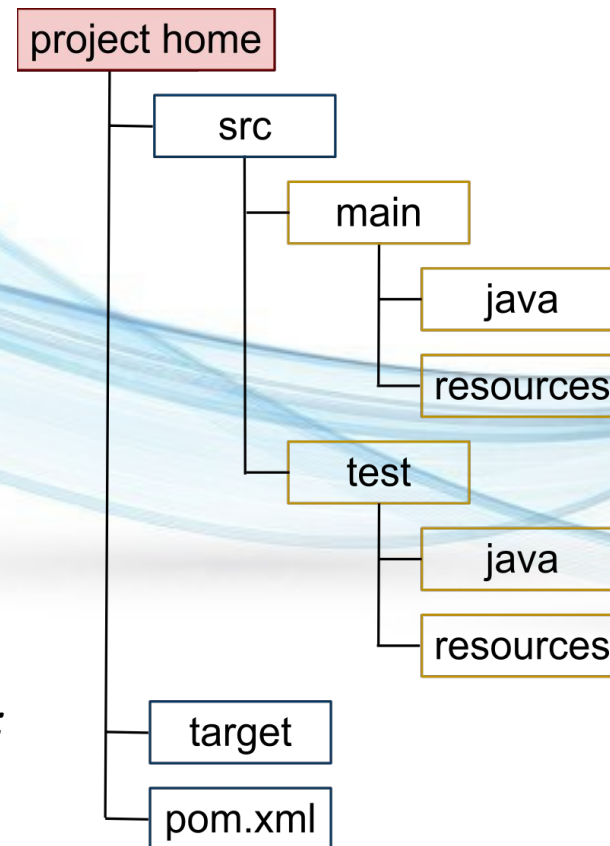 project home
src
main
java
resources
test
java
resources
target
pom.xml